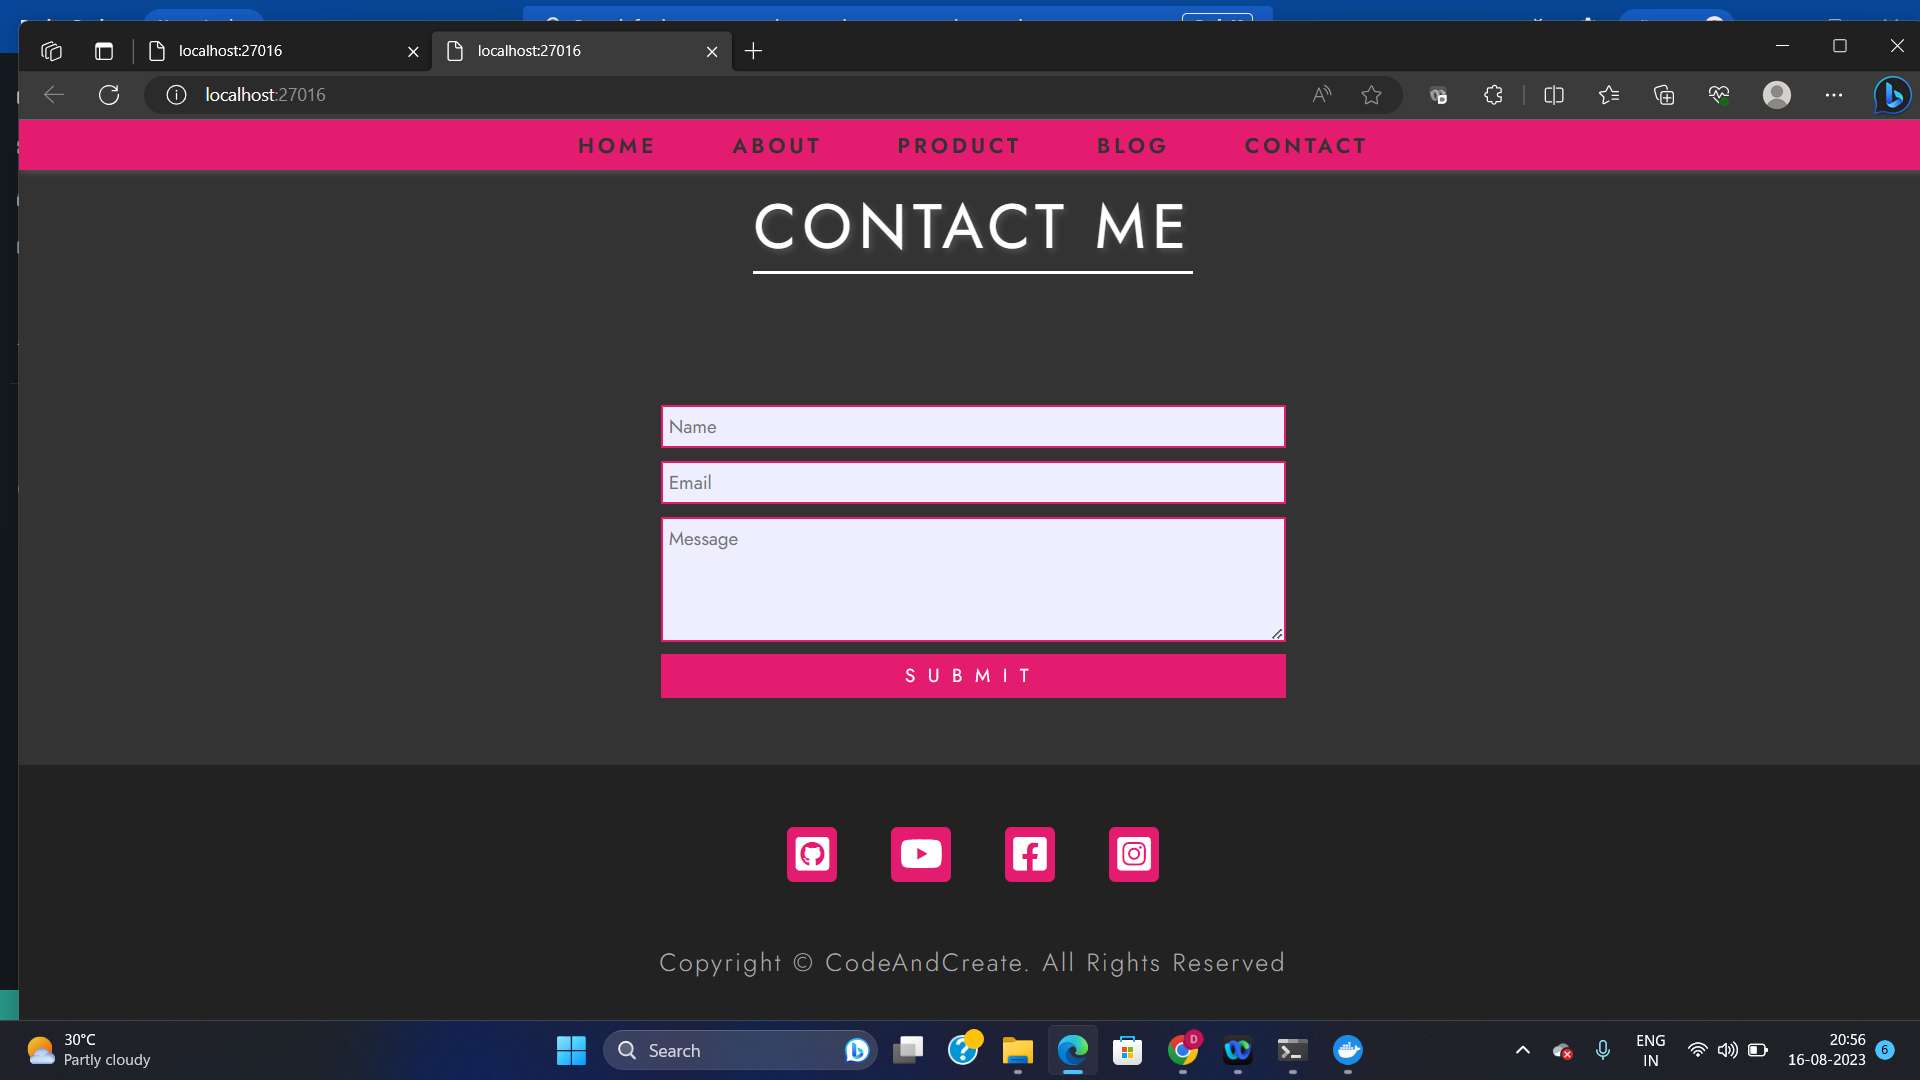 localhost:27016
localhost:27016
localhost:27016
HOME ABOUT PRODUCT BLOG CONTACT
CONTACT ME
Name
Email
Message
SUBMIT
Copyright © CodeAndCreate. All Rights Reserved
30°C
Partly cloudy
Search
D
ENG
IN
20:56
16-08-2023
6